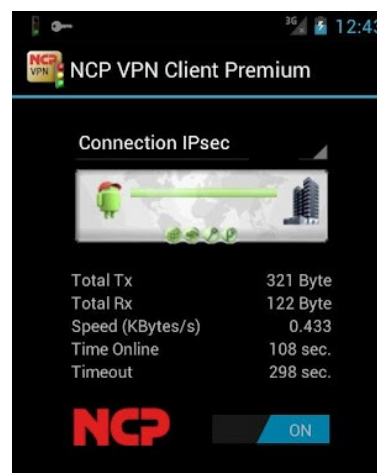 3G 12:43
NCP
VPN
NCP VPN Client Premium
Connection IPsec
Total Tx 321 Byte
Total Rx 122 Byte
Speed (KBytes/s) 0.433
Time Online 108 sec.
Timeout 298 sec.
NCP ON